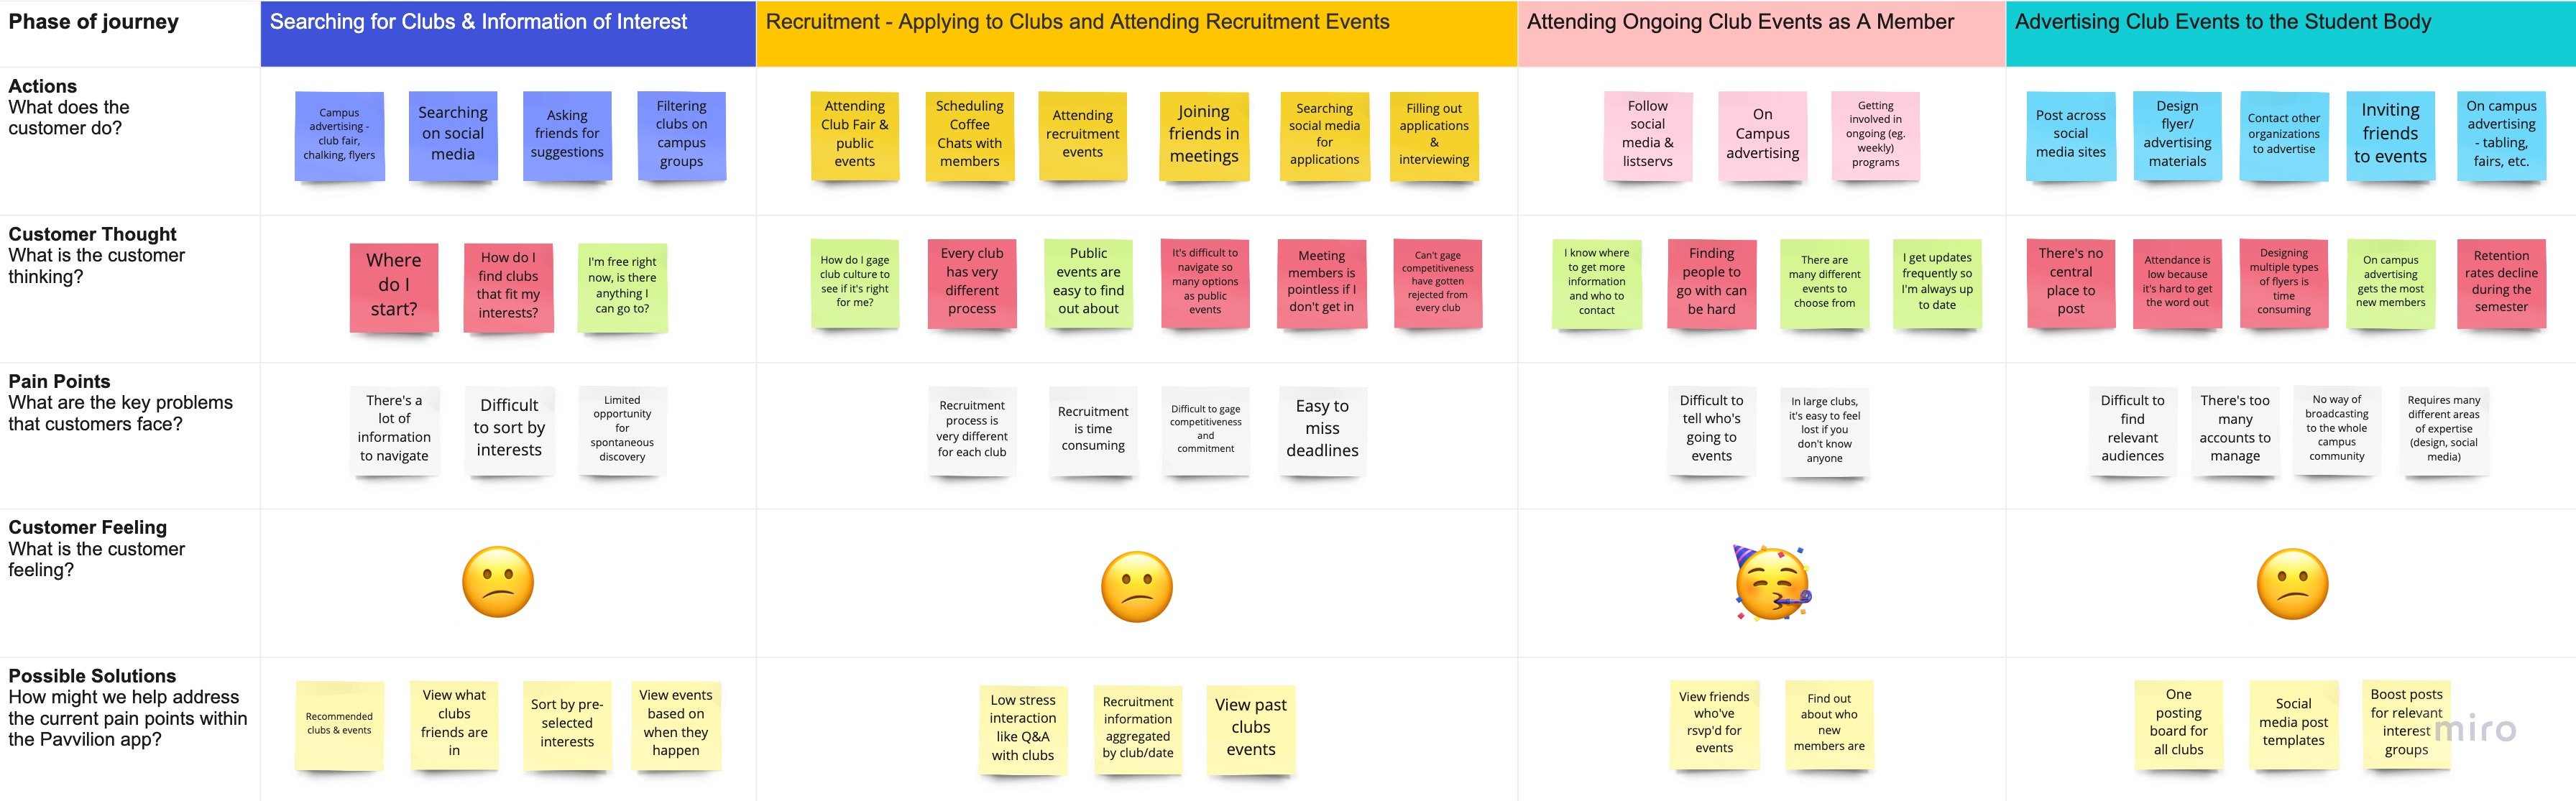 Phase of journey
Searching for Clubs & Information of Interest
Recruitment - Applying to Clubs and Attending Recruitment Events
Attending Ongoing Club Events as A Member
Advertising Club Events to the Student Body
Actions
What does the
customer do?
Campus
advertising -
club fair,
chalking, flyers
Searching
on social
media
Asking
friends for
suggestions
Filtering
clubs on
campus
groups
Attending
Club Fair &
public
events
Scheduling
Coffee
Chats with
members
Attending
recruitment
events
Joining
friends in
meetings
Searching
social media
for
applications
Filling out
applications
&
interviewing
Follow
social
media &
listservs
On
Campus
advertising
Getting
involved in
ongoing (eg.
weekly)
programs
Post across
social
media sites
Design
flyer/
advertising
materials
Contact other
organizations
to advertise
Inviting
friends
to events
On campus
advertising
- tabling,
fairs, etc.
Customer Thought
What is the customer
thinking?
Where
do I
start?
How do I
find clubs
that fit my
interests?
I'm free right
now, is there
anything I
can go to?
How do I gage
club culture to
see if it's right
for me?
Every club
has very
different
process
Public
events are
easy to find
out about
It's difficult to
navigate so
many options
as public
events
Meeting
members is
pointless if I
don't get in
Can't gage
competitiveness
have gotten
rejected from
every club
I know where
to get more
information
and who to
contact
Finding
people to
go with can
be hard
There are
many different
events to
choose from
I get updates
frequently so
I'm always up
to date
There's no
central
place to
post
Attendance is
low because
it's hard to get
the word out
Designing
multiple types
of flyers is
time
consuming
On campus
advertising
gets the most
new members
Retention
rates decline
during the
semester
Pain Points
What are the key problems
that customers face?
There's a
lot of
information
to navigate
Difficult
to sort by
interests
Limited
opportunity
for
spontaneous
discovery
Recruitment
process is
very different
for each club
Recruitment
is time
consuming
Difficult to gage
competitiveness
and
commitment
Easy to
miss
deadlines
Difficult to
tell who's
going to
events
In large clubs,
it's easy to feel
lost if you
don't know
anyone
Difficult to
find
relevant
audiences
There's too
many
accounts to
manage
No way of
broadcasting
to the whole
campus
community
Requires many
different areas
of expertise
(design, social
media)
Customer Feeling
What is the customer
feeling?
Possible Solutions
How might we help address
the current pain points within
the Pavvilion app?
Recommended
clubs & events
View what
clubs
friends are
in
Sort by pre-
selected
interests
View events
based on
when they
happen
Low stress
interaction
like Q&A
with clubs
Recruitment
information
aggregated
by club/date
View past
clubs
events
View friends
who've
rsvp'd for
events
Find out
about who
new
members are
One
posting
board for
all clubs
Social
media post
templates
Boost posts
for relevant
interest
groups
miro